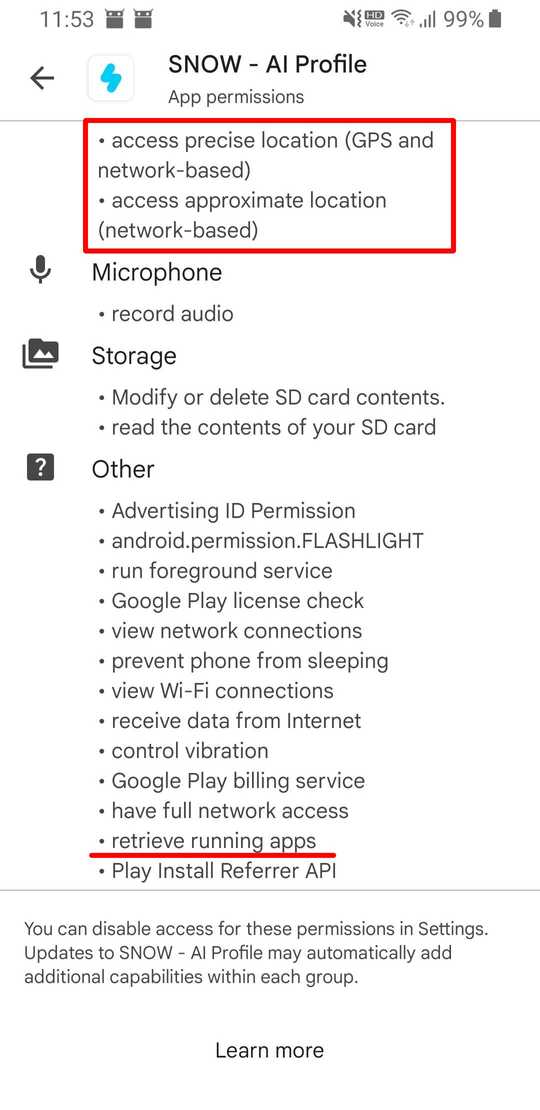 11:53 HD Voice 99%
SNOW - AI Profile
App permissions
• access precise location (GPS and
network-based)
• access approximate location
(network-based)
Microphone
• record audio
Storage
• Modify or delete SD card contents.
• read the contents of your SD card
? Other
• Advertising ID Permission
• android.permission.FLASHLIGHT
• run foreground service
• Google Play license check
• view network connections
• prevent phone from sleeping
• view Wi-Fi connections
• receive data from Internet
• control vibration
• Google Play billing service
• have full network access
• retrieve running apps
• Play Install Referrer API
You can disable access for these permissions in Settings.
Updates to SNOW - AI Profile may automatically add
additional capabilities within each group.
Learn more